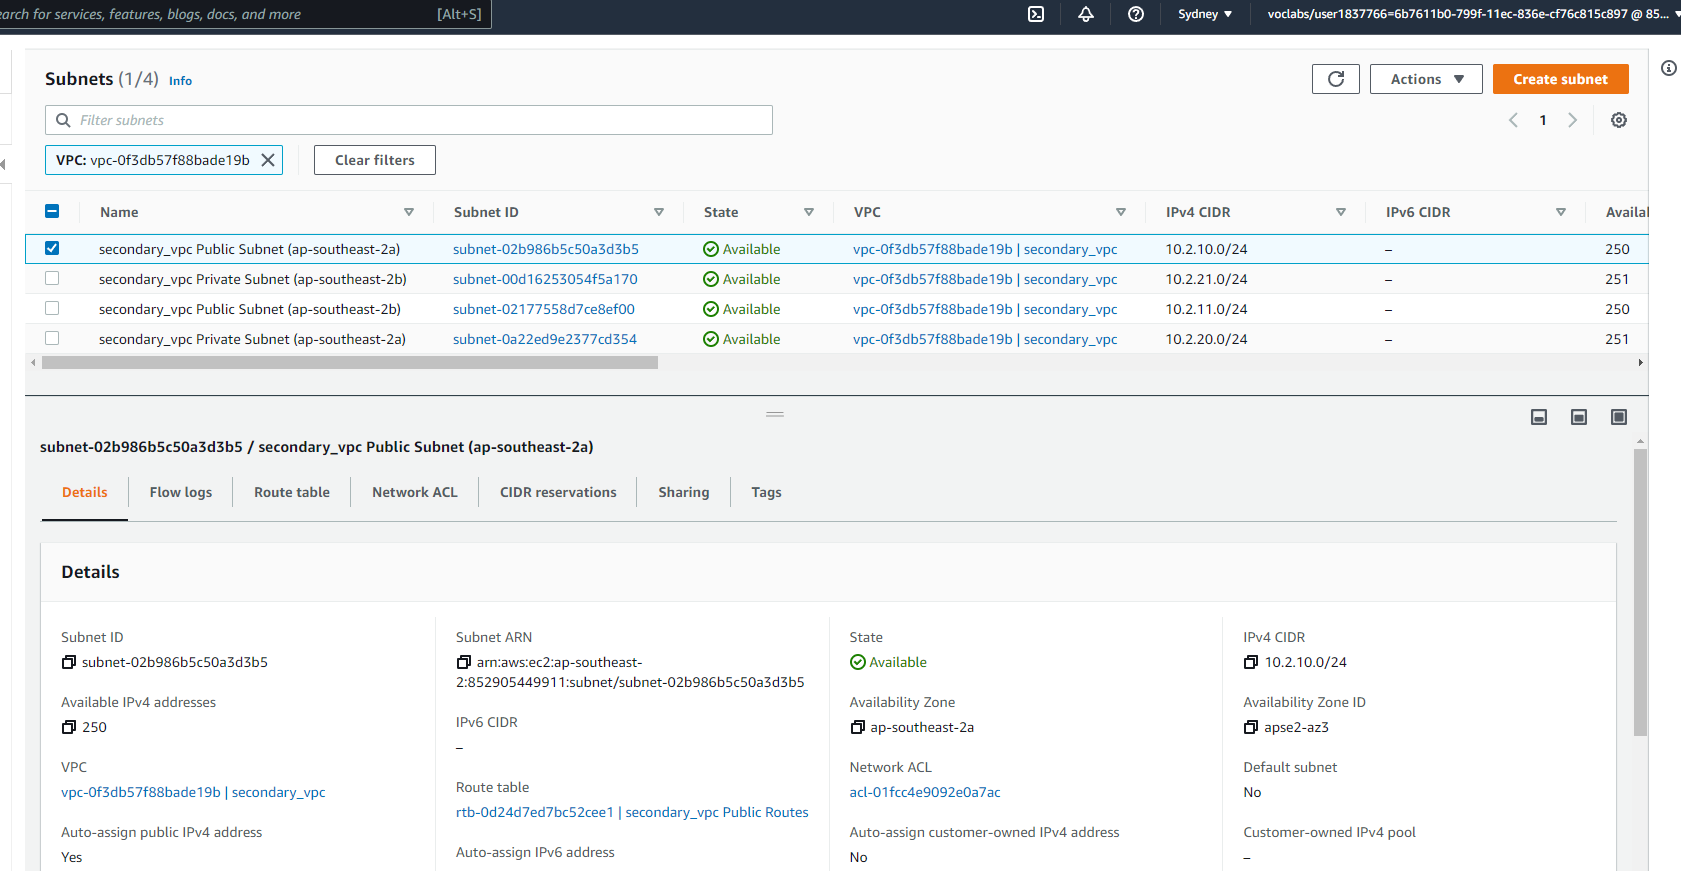 earch for services, features, blogs, docs, and more [Alt+S] Sydney voclabs/user1837766=6b7611b0-799f-11ec-836e-cf76c815c897 @ 85...
Subnets (1/4) Info Actions Create subnet
Filter subnets 1
VPC: vpc-0f3db57f88bade19b Clear filters
Name Subnet ID State VPC IPv4 CIDR IPv6 CIDR Availal
secondary_vpc Public Subnet (ap-southeast-2a) subnet-02b986b5c50a3d3b5 Available vpc-0f3db57f88bade19b | secondary_vpc 10.2.10.0/24 – 250
secondary_vpc Private Subnet (ap-southeast-2b) subnet-00d16253054f5a170 Available vpc-0f3db57f88bade19b | secondary_vpc 10.2.21.0/24 – 251
secondary_vpc Public Subnet (ap-southeast-2b) subnet-02177558d7ce8ef00 Available vpc-0f3db57f88bade19b | secondary_vpc 10.2.11.0/24 – 250
secondary_vpc Private Subnet (ap-southeast-2a) subnet-0a22ed9e2377cd354 Available vpc-0f3db57f88bade19b | secondary_vpc 10.2.20.0/24 – 251
subnet-02b986b5c50a3d3b5 / secondary_vpc Public Subnet (ap-southeast-2a)
Details Flow logs Route table Network ACL CIDR reservations Sharing Tags
Details
Subnet ID
subnet-02b986b5c50a3d3b5
Available IPv4 addresses
250
VPC
vpc-0f3db57f88bade19b | secondary_vpc
Auto-assign public IPv4 address
Yes
Subnet ARN
arn:aws:ec2:ap-southeast-
2:852905449911:subnet/subnet-02b986b5c50a3d3b5
IPv6 CIDR
–
Route table
rtb-0d24d7ed7bc52cee1 | secondary_vpc Public Routes
Auto-assign IPv6 address
State
Available
Availability Zone
ap-southeast-2a
Network ACL
acl-01fcc4e9092e0a7ac
Auto-assign customer-owned IPv4 address
No
IPv4 CIDR
10.2.10.0/24
Availability Zone ID
apse2-az3
Default subnet
No
Customer-owned IPv4 pool
–